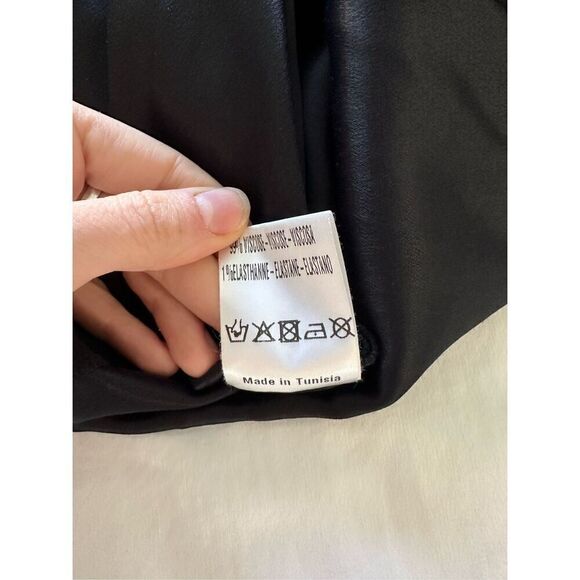 99% VISCOSE-VISCOSE-VISCOSA
1%ELASTHANNE-ELASTANE-ELASTANO
Made in Tunisia